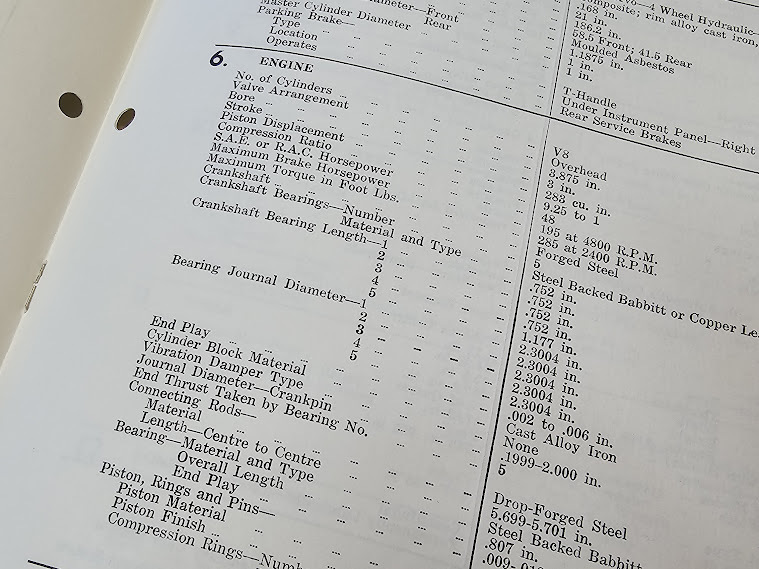 Wheel Hydraulic—
rim alloy cast iron,
.168 in.
21 in.
186.2 in.
58.5 Front; 41.5 Rear
Moulded Asbestos
Front 1.1875 in.
Rear 1 in.
Master Cylinder Diameter 1 in.
Parking Brake—
Type T-Handle
Location Under Instrument Panel—Right
Operates Rear Service Brakes
6. ENGINE
No. of Cylinders V8
Valve Arrangement Overhead
Bore 3.875 in.
Stroke 3 in.
Piston Displacement 283 cu. in.
Compression Ratio 9.25 to 1
S.A.E. or R.A.C. Horsepower 48
Maximum Brake Horsepower 195 at 4800 R.P.M.
Maximum Torque in Foot Lbs. 285 at 2400 R.P.M.
Crankshaft Forged Steel
Crankshaft Bearings—Number 5
Material and Type Steel Backed Babbitt or Copper
Crankshaft Bearing Length—1 .752 in.
2 .752 in.
3 .752 in.
4 .752 in.
5 1.177 in.
Bearing Journal Diameter—1 2.3004 in.
2 2.3004 in.
3 2.3004 in.
4 2.3004 in.
5 2.3004 in.
End Play .002 to .006 in.
Cylinder Block Material Cast Alloy Iron
Vibration Damper Type None
Journal Diameter—Crankpin .1999–2.000 in.
End Thrust Taken by Bearing No. 5
Connecting Rods—
Material Drop-Forged Steel
Length—Centre to Centre 5.699-5.701 in.
Bearing—Material and Type Steel Backed Babbitt
Overall Length .807 in.
End Play
Piston, Rings and Pins—
Piston Material
Piston Finish
Compression Rings—